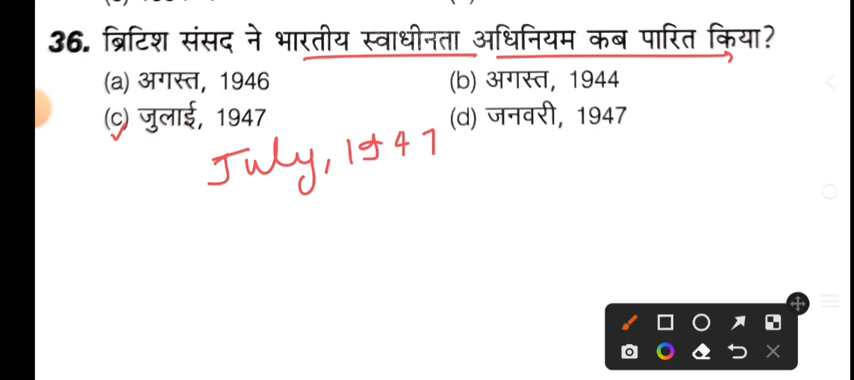 36. ब्रिटिश संसद ने भारतीय स्वाधीनता अधिनियम कब पारित किया?
(a) अगस्त, 1946 (b) अगस्त, 1944
(c) जुलाई, 1947 (d) जनवरी, 1947
July, 1947